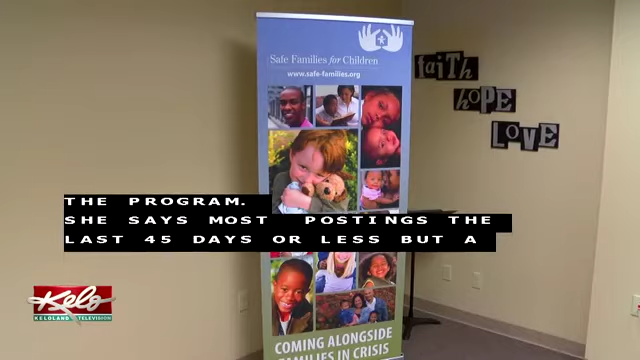 Safe Families for Children
www.safe-families.org
faiTH
hOPE
LOVE
THE PROGRAM.
SHE SAYS MOST POSTINGS THE
LAST 45 DAYS OR LESS BUT A
Kelo
KELOLAND TELEVISION
COMING ALONGSIDE
FAMILIES IN CRISIS